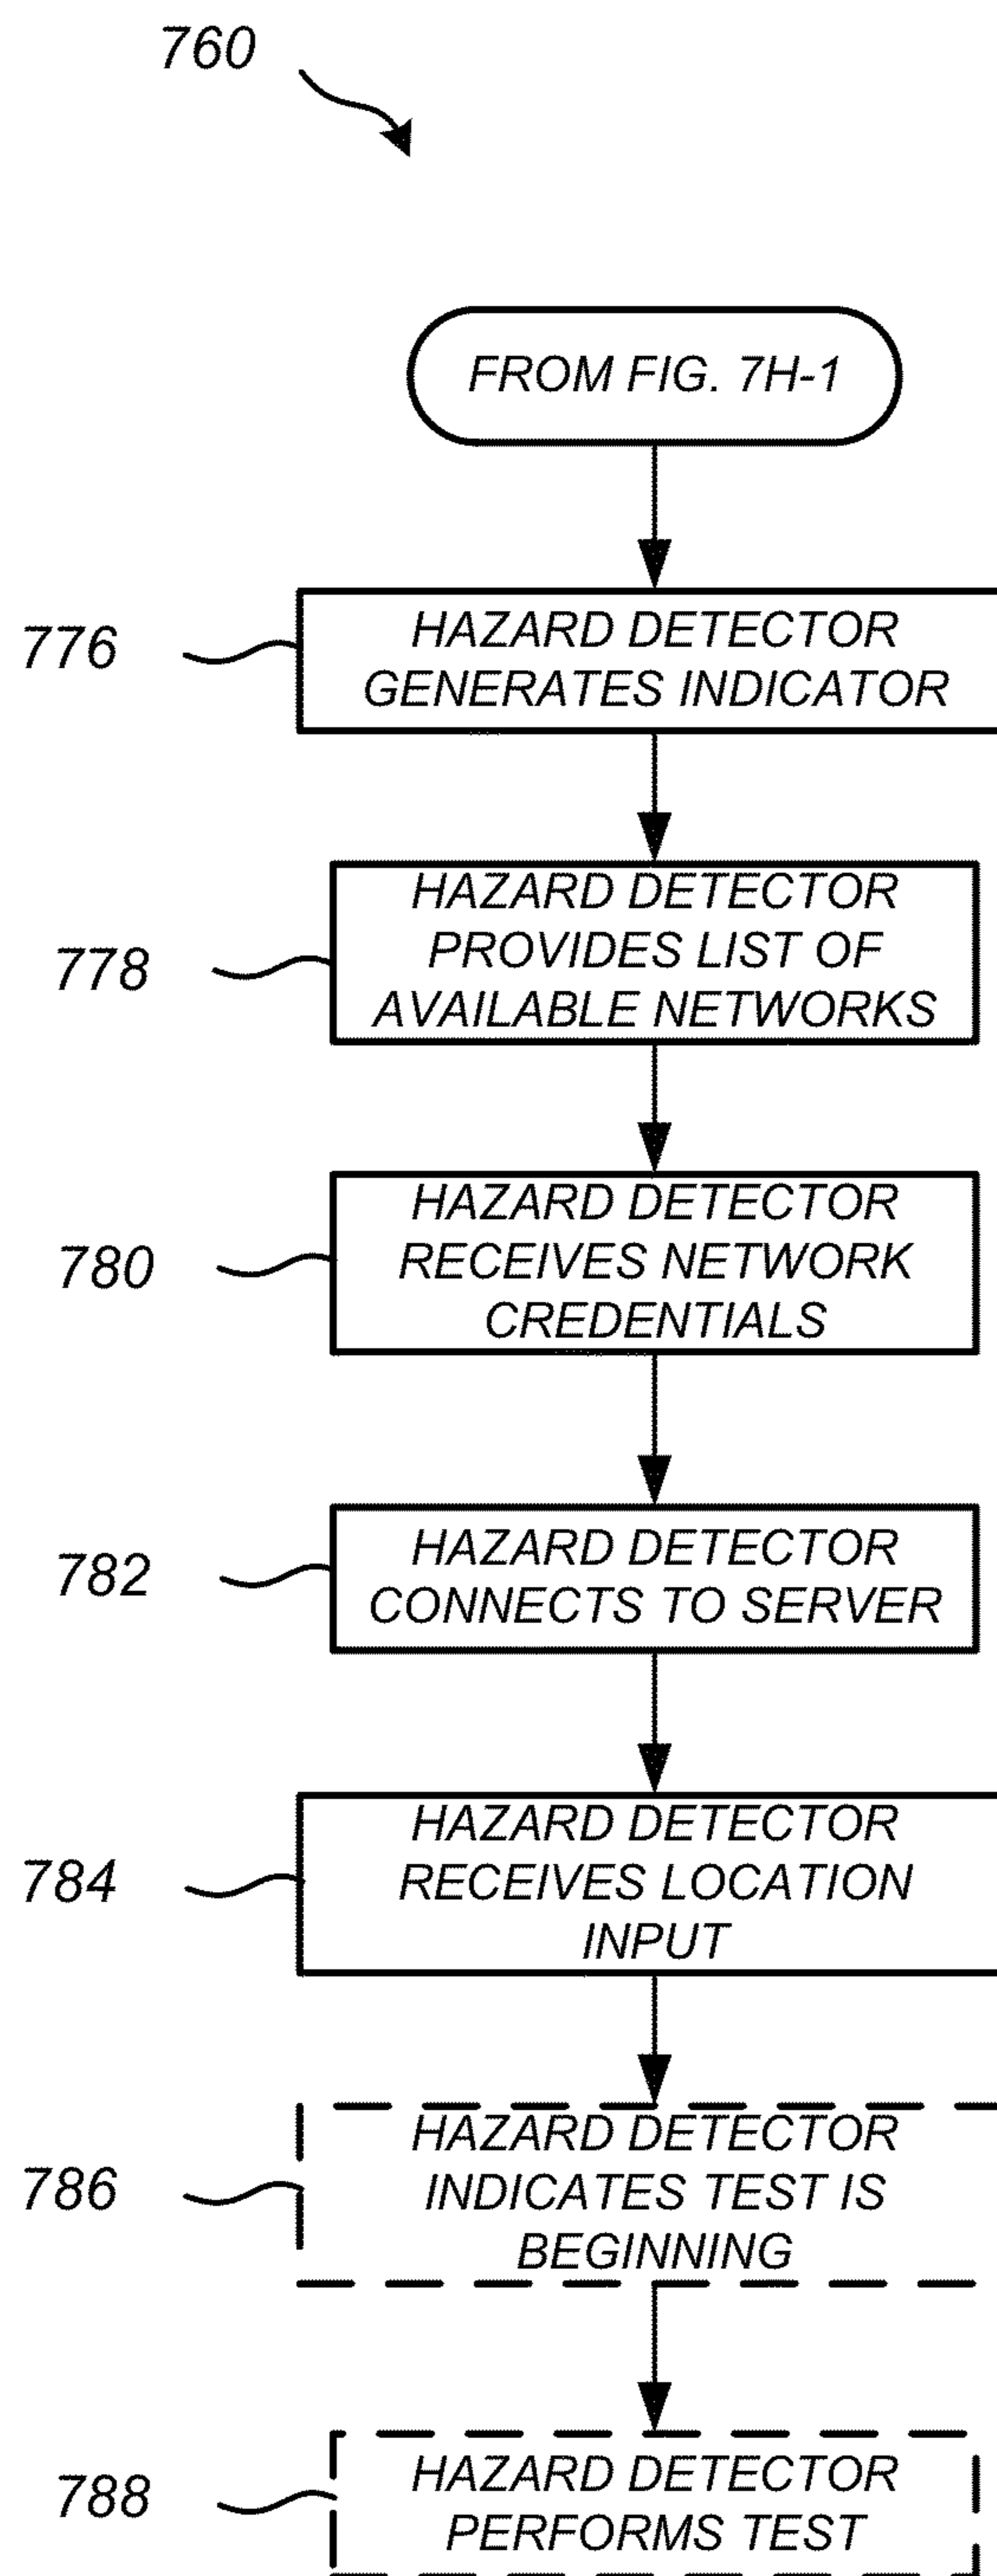 760
FROM FIG. 7H-1
776
HAZARD DETECTOR
GENERATES INDICATOR
778
HAZARD DETECTOR
PROVIDES LIST OF
AVAILABLE NETWORKS
780
HAZARD DETECTOR
RECEIVES NETWORK
CREDENTIALS
782
HAZARD DETECTOR
CONNECTS TO SERVER
784
HAZARD DETECTOR
RECEIVES LOCATION
INPUT
786
HAZARD DETECTOR
INDICATES TEST IS
BEGINNING
788
HAZARD DETECTOR
PERFORMS TEST